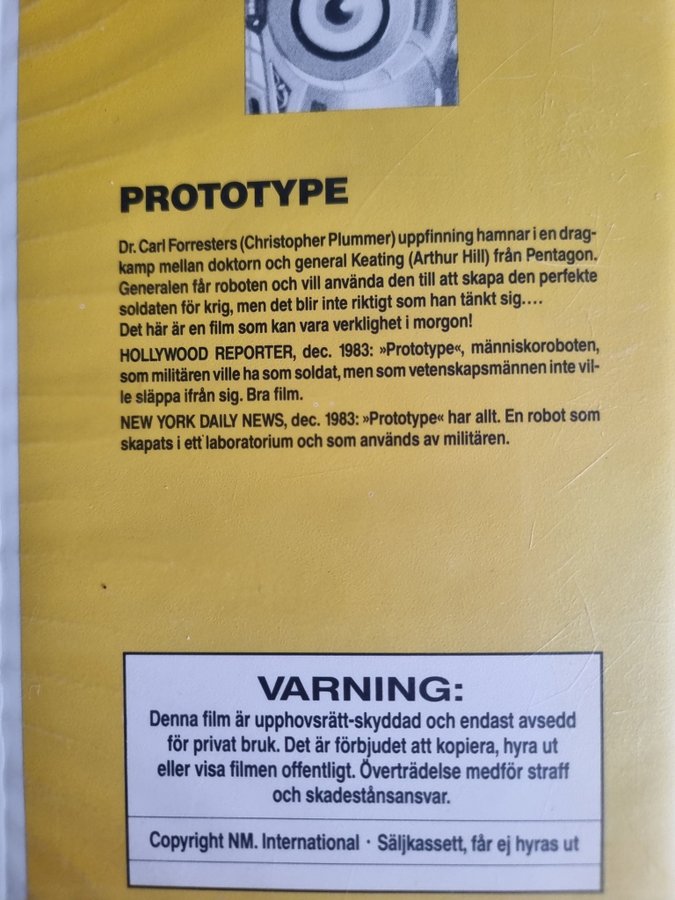 PROTOTYPE
Dr. Carl Forresters (Christopher Plummer) uppfinning hamnar i en drag-
kamp mellan doktorn och general Keating (Arthur Hill) från Pentagon.
Generalen får roboten och vill använda den till att skapa den perfekte
soldaten för krig, men det blir inte riktigt som han tänkt sig....
Det här är en film som kan vara verklighet i morgon!
HOLLYWOOD REPORTER, dec. 1983: »Prototype«, människoroboten,
som militären ville ha som soldat, men som vetenskapsmännen inte vil-
le släppa ifrån sig. Bra film.
NEW YORK DAILY NEWS, dec. 1983: »Prototype« har allt. En robot som
skapats i ett laboratorium och som används av militären.
VARNING:
Denna film är upphovsrätt-skyddad och endast avsedd
för privat bruk. Det är förbjudet att kopiera, hyra ut
eller visa filmen offentligt. Överträdelse medför straff
och skadestånsansvar.
Copyright NM. International · Säljkassett, får ej hyras ut